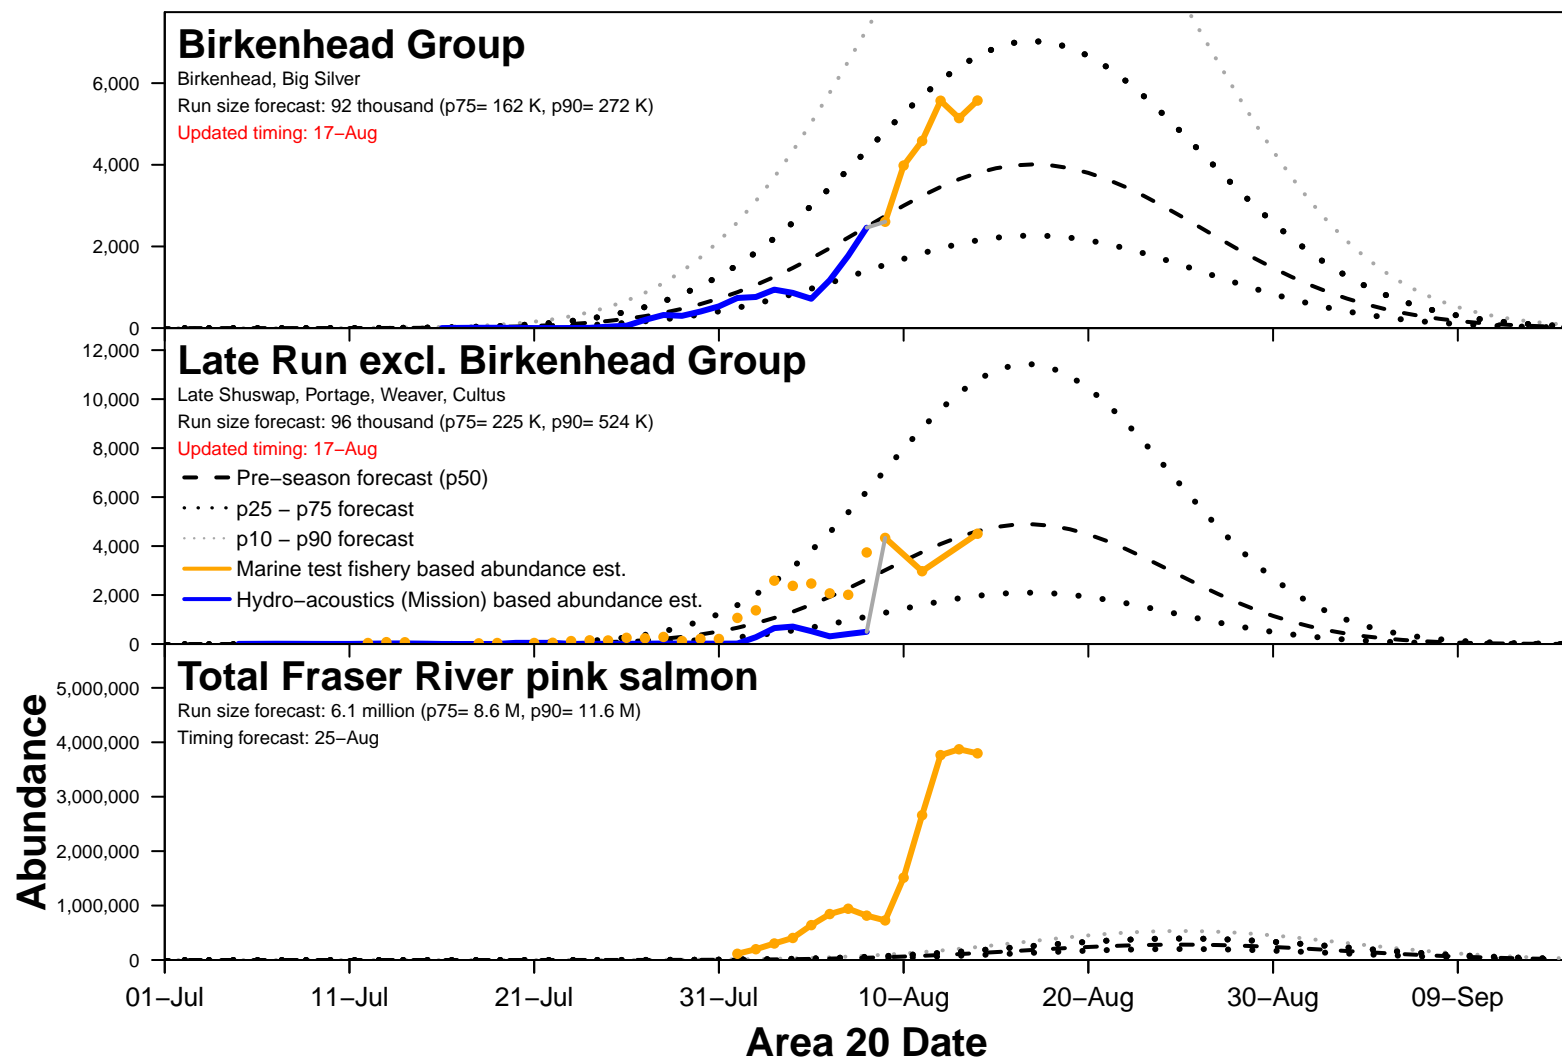 Birkenhead Group
Birkenhead, Big Silver
Run size forecast: 92 thousand (p75= 162 K, p90= 272 K)
Updated timing: 17−Aug
6,000
4,000
2,000
0
Late Run excl. Birkenhead Group
Late Shuswap, Portage, Weaver, Cultus
Run size forecast: 96 thousand (p75= 225 K, p90= 524 K)
Updated timing: 17−Aug
Pre−season forecast (p50)
p25 − p75 forecast
p10 − p90 forecast
Marine test fishery based abundance est.
Hydro−acoustics (Mission) based abundance est.
12,000
10,000
8,000
6,000
4,000
2,000
0
Total Fraser River pink salmon
Run size forecast: 6.1 million (p75= 8.6 M, p90= 11.6 M)
Timing forecast: 25−Aug
5,000,000
4,000,000
3,000,000
2,000,000
1,000,000
0
Abundance
01−Jul 11−Jul 21−Jul 31−Jul 10−Aug 20−Aug 30−Aug 09−Sep
Area 20 Date